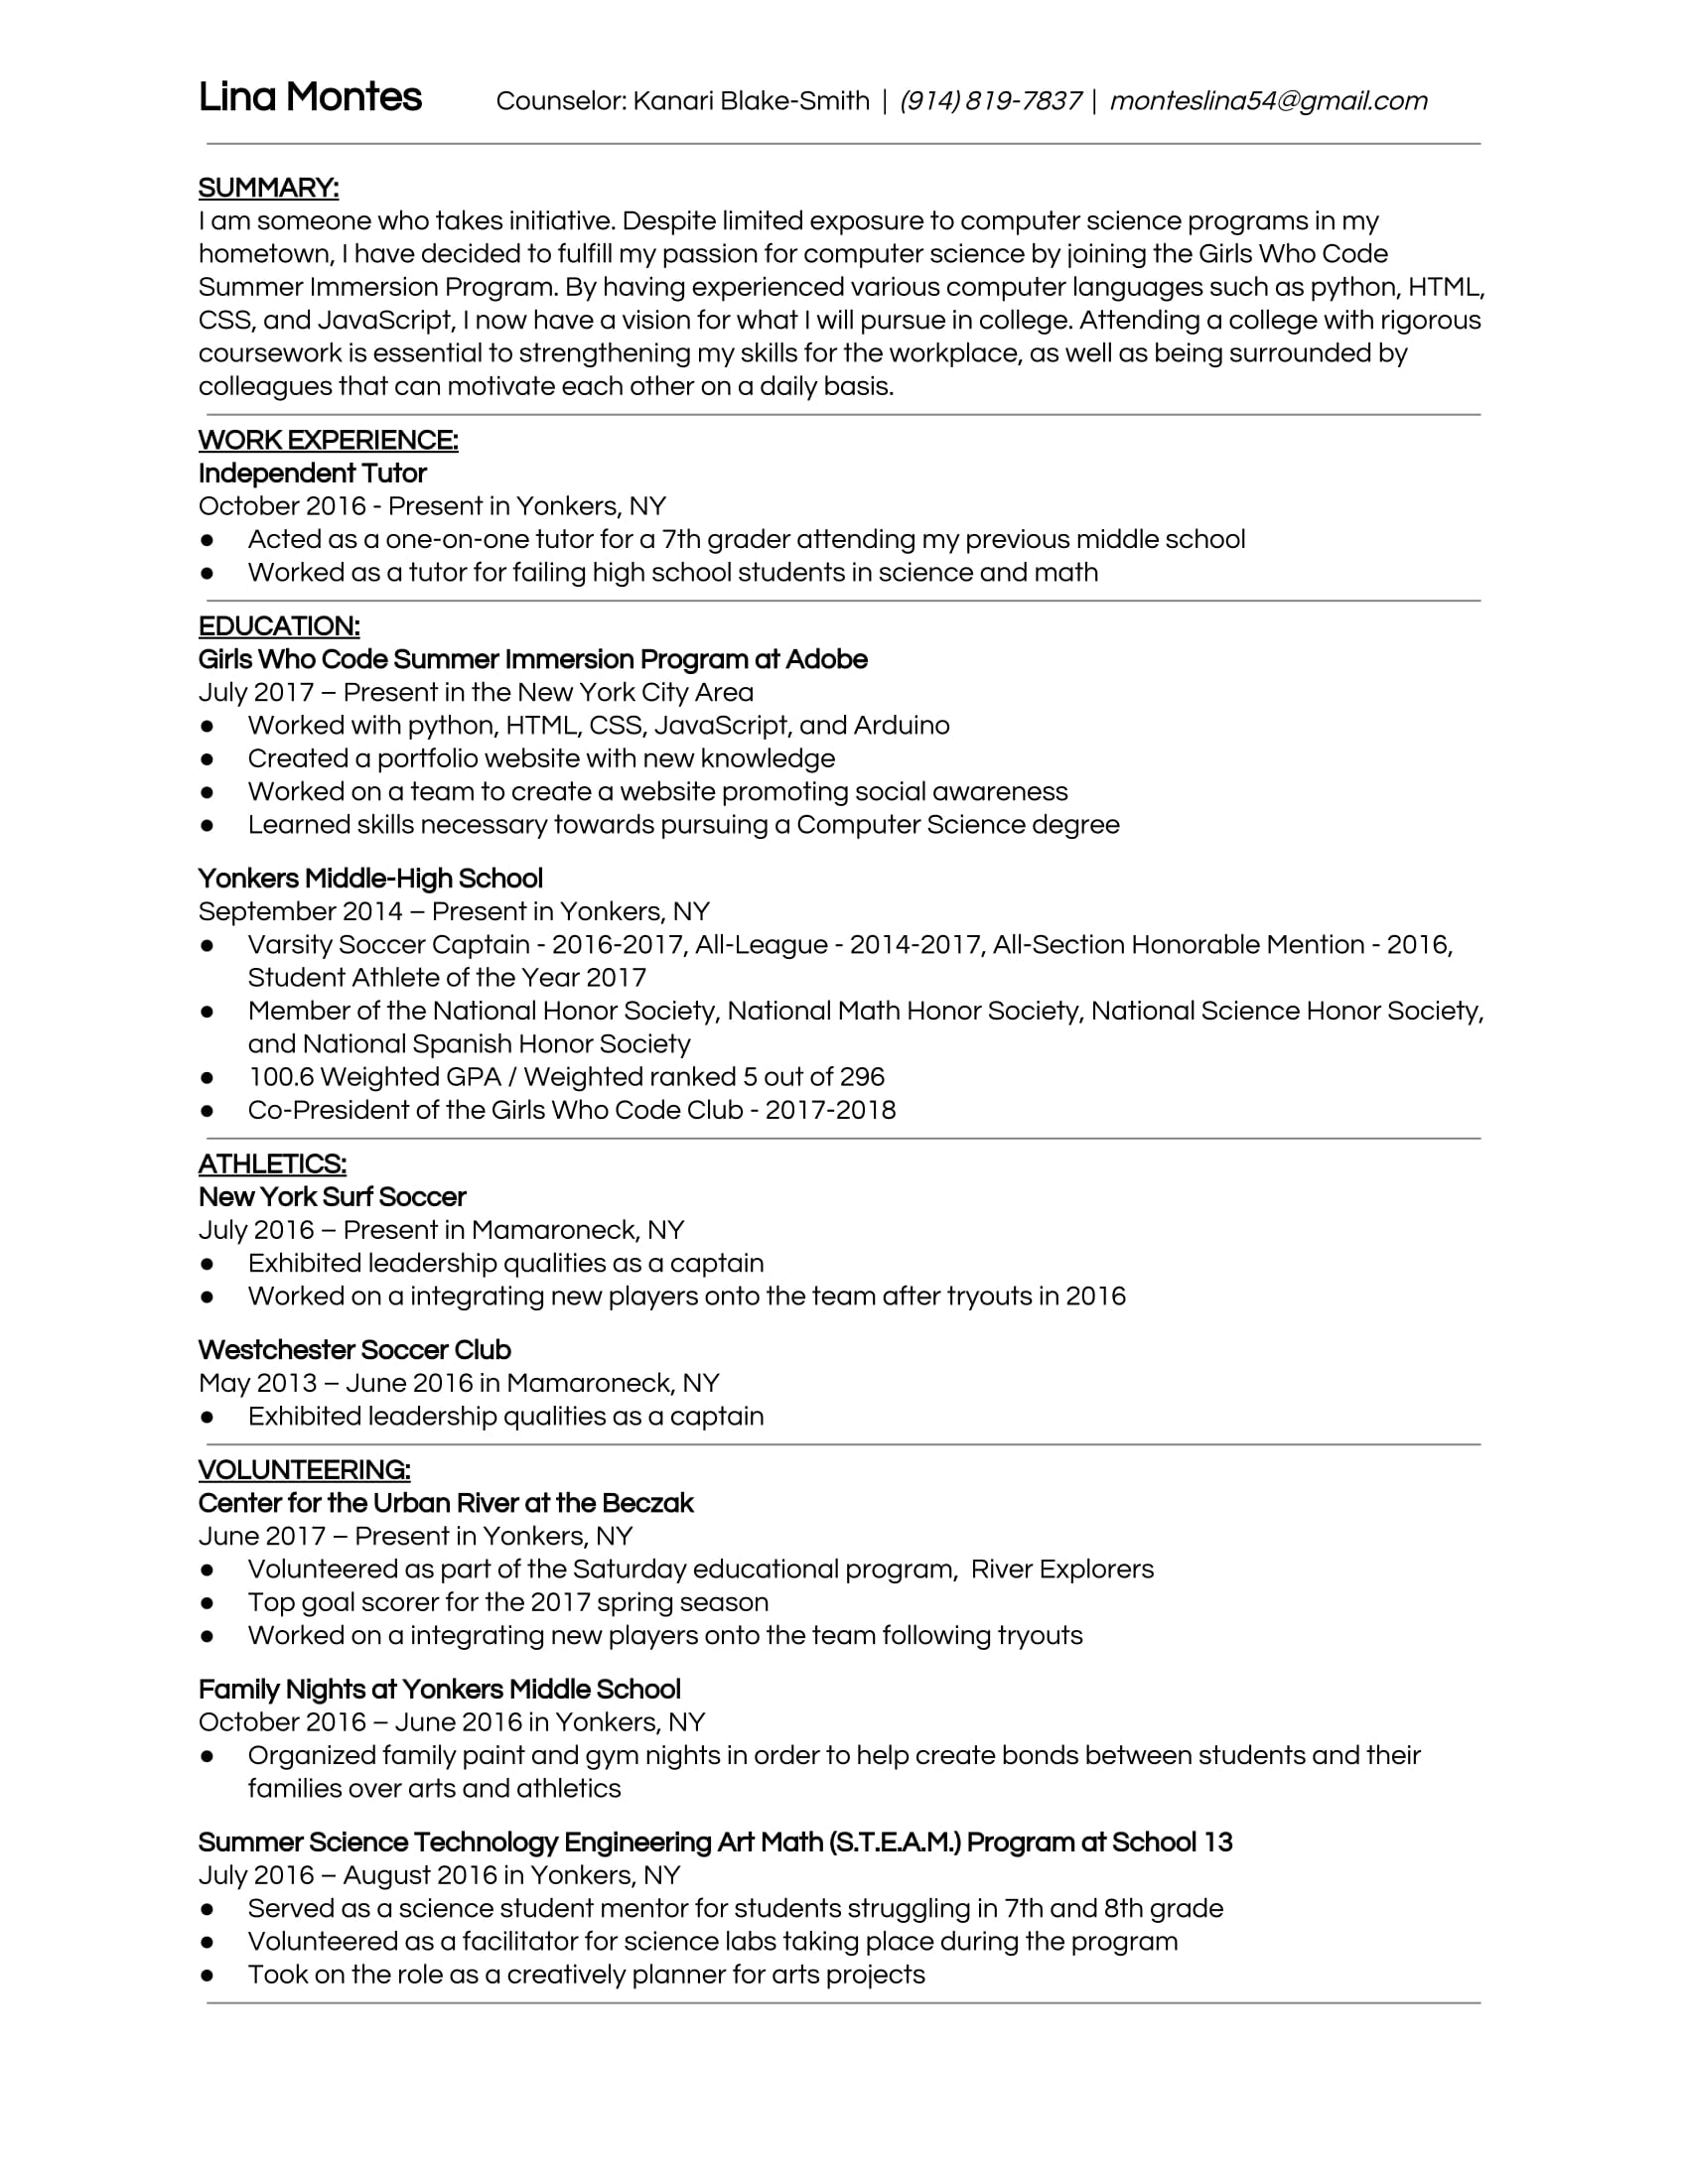 Lina Montes Counselor: Kanari Blake-Smith | (914) 819-7837 | monteslina54@gmail.com
SUMMARY:
I am someone who takes initiative. Despite limited exposure to computer science programs in my
hometown, I have decided to fulfill my passion for computer science by joining the Girls Who Code
Summer Immersion Program. By having experienced various computer languages such as python, HTML,
CSS, and JavaScript, I now have a vision for what I will pursue in college. Attending a college with rigorous
coursework is essential to strengthening my skills for the workplace, as well as being surrounded by
colleagues that can motivate each other on a daily basis.
WORK EXPERIENCE:
Independent Tutor
October 2016 - Present in Yonkers, NY
● Acted as a one-on-one tutor for a 7th grader attending my previous middle school
● Worked as a tutor for failing high school students in science and math
EDUCATION:
Girls Who Code Summer Immersion Program at Adobe
July 2017 – Present in the New York City Area
● Worked with python, HTML, CSS, JavaScript, and Arduino
● Created a portfolio website with new knowledge
● Worked on a team to create a website promoting social awareness
● Learned skills necessary towards pursuing a Computer Science degree
Yonkers Middle-High School
September 2014 – Present in Yonkers, NY
● Varsity Soccer Captain - 2016-2017, All-League - 2014-2017, All-Section Honorable Mention - 2016,
Student Athlete of the Year 2017
● Member of the National Honor Society, National Math Honor Society, National Science Honor Society,
and National Spanish Honor Society
● 100.6 Weighted GPA / Weighted ranked 5 out of 296
● Co-President of the Girls Who Code Club - 2017-2018
ATHLETICS:
New York Surf Soccer
July 2016 – Present in Mamaroneck, NY
● Exhibited leadership qualities as a captain
● Worked on a integrating new players onto the team after tryouts in 2016
Westchester Soccer Club
May 2013 – June 2016 in Mamaroneck, NY
● Exhibited leadership qualities as a captain
VOLUNTEERING:
Center for the Urban River at the Beczak
June 2017 – Present in Yonkers, NY
● Volunteered as part of the Saturday educational program,  River Explorers
● Top goal scorer for the 2017 spring season
● Worked on a integrating new players onto the team following tryouts
Family Nights at Yonkers Middle School
October 2016 – June 2016 in Yonkers, NY
● Organized family paint and gym nights in order to help create bonds between students and their
families over arts and athletics
Summer Science Technology Engineering Art Math (S.T.E.A.M.) Program at School 13
July 2016 – August 2016 in Yonkers, NY
● Served as a science student mentor for students struggling in 7th and 8th grade
● Volunteered as a facilitator for science labs taking place during the program
● Took on the role as a creatively planner for arts projects